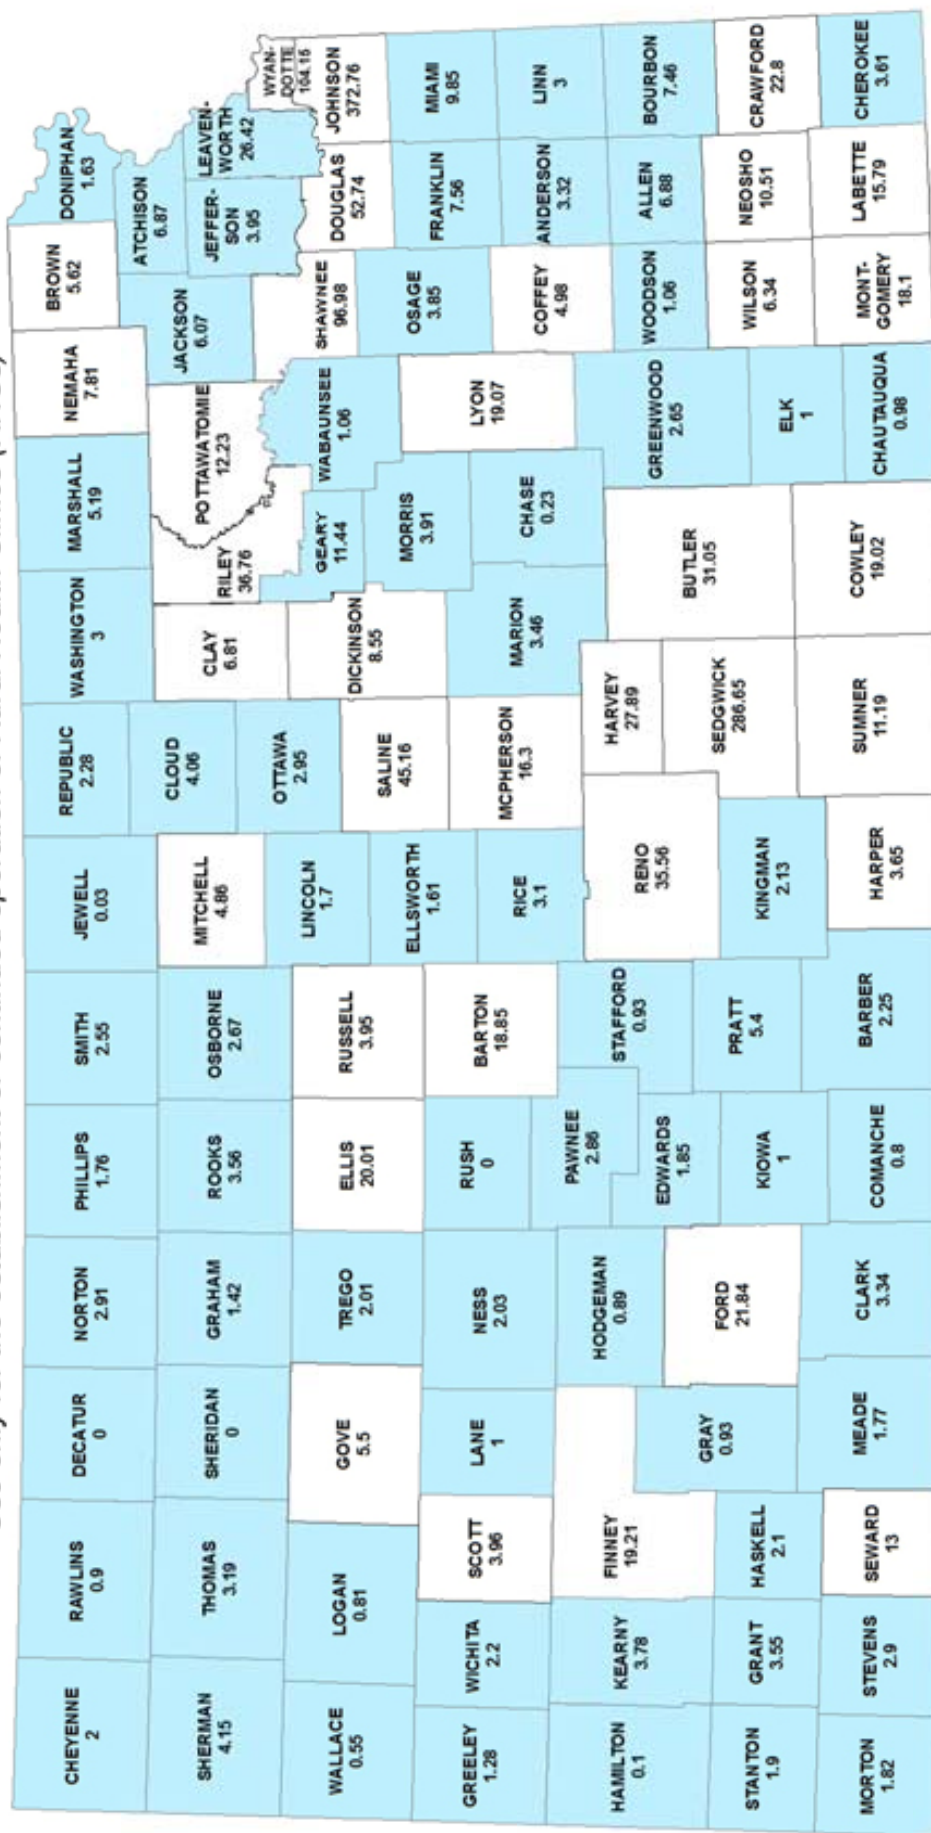 CHEYENNE
2
RAWLINS
0.9
DECATUR
0
NORTON
2.91
PHILLIPS
1.76
SMITH
2.55
JEWELL
0.03
REPUBLIC
2.28
WASHINGTON
3
MARSHALL
5.19
NEMAHA
7.81
BROWN
5.62
DONIPHAN
1.63
SHERMAN
4.15
THOMAS
3.19
SHERIDAN
0
GRAHAM
1.42
ROOKS
3.56
OSBORNE
2.67
MITCHELL
4.86
CLOUD
4.06
CLAY
6.81
RILEY
36.76
POTTAWATOMIE
12.23
JACKSON
6.07
ATCHISON
6.87
JEFFER-
SON
3.95
LEAVEN-
WORTH
26.42
WYAN-
DOTTE
104.15
WALLACE
0.55
LOGAN
0.81
GOVE
5.5
TREGO
2.01
ELLIS
20.01
RUSSELL
3.95
LINCOLN
1.7
OTTAWA
2.95
DICKINSON
8.55
GEARY
11.44
WABAUNSEE
1.06
SHAWNEE
96.98
DOUGLAS
52.74
JOHNSON
372.76
GREELEY
1.28
WICHITA
2.2
SCOTT
3.96
LANE
1
NESS
2.03
RUSH
0
BARTON
18.85
ELLSWORTH
1.61
SALINE
45.16
MORRIS
3.91
OSAGE
3.85
FRANKLIN
7.56
MIAMI
9.85
RICE
3.1
MCPHERSON
16.3
MARION
3.46
CHASE
0.23
LYON
19.07
COFFEY
4.98
ANDERSON
3.32
LINN
3
HAMILTON
0.1
KEARNY
3.78
FINNEY
19.21
HODGEMAN
0.89
PAWNEE
2.86
STAFFORD
0.93
RENO
35.56
HARVEY
27.89
BUTLER
31.05
GREENWOOD
2.65
WOODSON
1.06
ALLEN
6.88
BOURBON
7.46
GRAY
0.93
FORD
21.84
EDWARDS
1.85
PRATT
5.4
SEDGWICK
286.65
STANTON
1.9
GRANT
3.55
HASKELL
2.1
KIOWA
1
KINGMAN
2.13
ELK
1
WILSON
6.34
NEOSHO
10.51
CRAWFORD
22.8
MORTON
1.82
STEVENS
2.9
SEWARD
13
MEADE
1.77
CLARK
3.34
COMANCHE
0.8
BARBER
2.25
HARPER
3.65
SUMNER
11.19
COWLEY
19.02
CHAUTAUQUA
0.98
MONT-
GOMERY
18.1
LABETTE
15.79
CHEROKEE
3.61